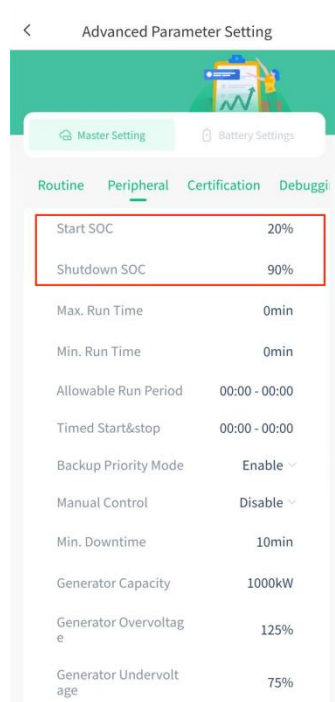 Advanced Parameter Setting
Master Setting Battery Settings
Routine Peripheral Certification Debuggi
Start SOC 20%
Shutdown SOC 90%
Max. Run Time 0min
Min. Run Time 0min
Allowable Run Period 00:00 - 00:00
Timed Start&stop 00:00 - 00:00
Backup Priority Mode Enable
Manual Control Disable
Min. Downtime 10min
Generator Capacity 1000kW
Generator Overvoltag
e 125%
Generator Undervolt
age 75%